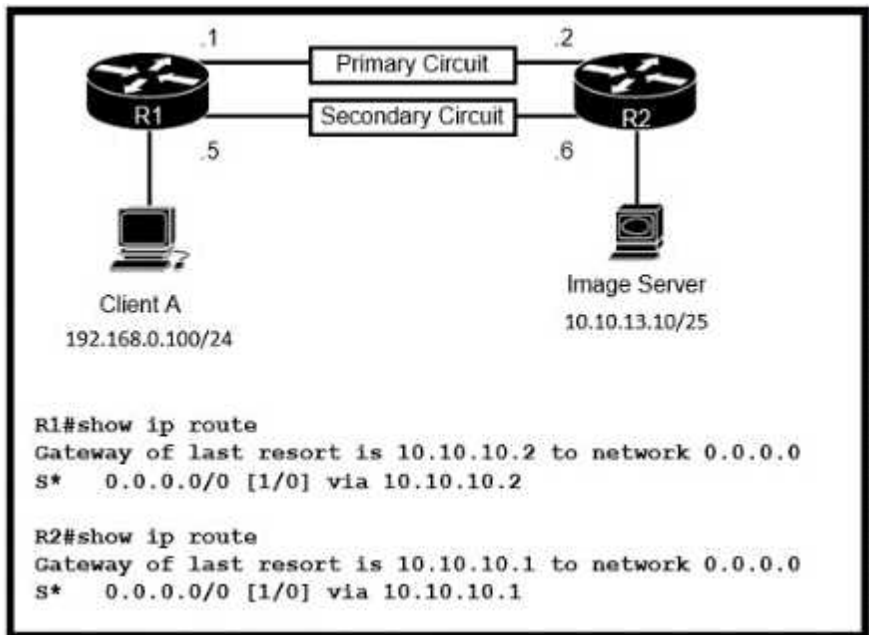 .1
.2
Primary Circuit
R1
Secondary Circuit
R2
.5
.6
Client A
192.168.0.100/24
Image Server
10.10.13.10/25
R1#show ip route
Gateway of last resort is 10.10.10.2 to network 0.0.0.0
S* 0.0.0.0/0 [1/0] via 10.10.10.2
R2#show ip route
Gateway of last resort is 10.10.10.1 to network 0.0.0.0
S* 0.0.0.0/0 [1/0] via 10.10.10.1